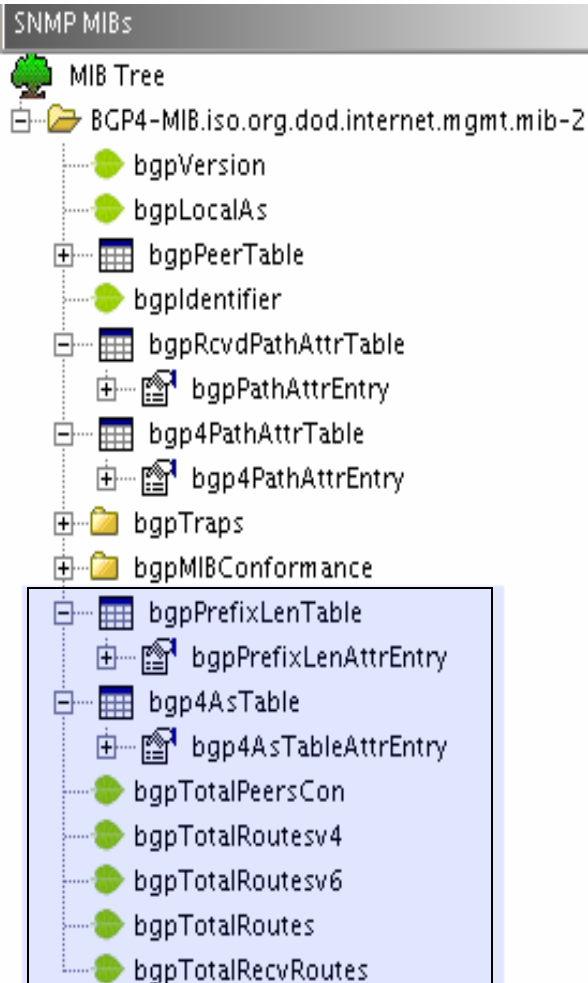 SNMP MIBs
MIB Tree
BGP4-MIB.iso.org.dod.internet.mgmt.mib-2
bgpVersion
bgpLocalAs
bgpPeerTable
bgpIdentifier
bgpRcvdPathAttrTable
bgpPathAttrEntry
bgp4PathAttrTable
bgp4PathAttrEntry
bgpTraps
bgpMIBConformance
bgpPrefixLenTable
bgpPrefixLenAttrEntry
bgp4AsTable
bgp4AsTableAttrEntry
bgpTotalPeersCon
bgpTotalRoutesv4
bgpTotalRoutesv6
bgpTotalRoutes
bgpTotalRecvRoutes